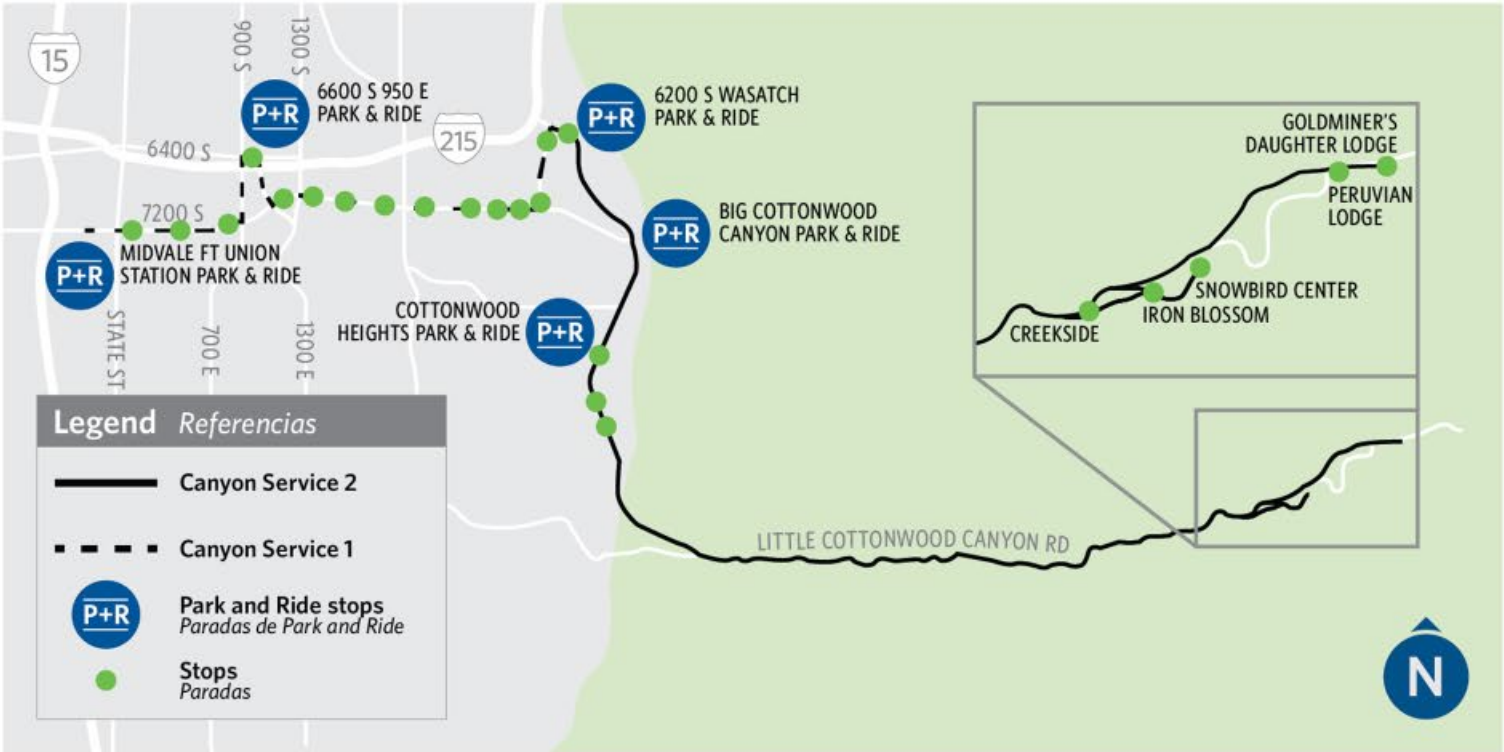 15
900 S
1300 S
P+R
6600 S 950 E
PARK & RIDE
215
P+R
6200 S WASATCH
PARK & RIDE
6400 S
7200 S
P+R
MIDVALE FT UNION
STATION PARK & RIDE
P+R
BIG COTTONWOOD
CANYON PARK & RIDE
COTTONWOOD
HEIGHTS PARK & RIDE
P+R
STATE ST
700 E
1300 E
GOLDMINER'S
DAUGHTER LODGE
PERUVIAN
LODGE
SNOWBIRD CENTER
IRON BLOSSOM
CREEKSIDE
LITTLE COTTONWOOD CANYON RD
Legend Referencias
Canyon Service 2
Canyon Service 1
P+R
Park and Ride stops
Paradas de Park and Ride
Stops
Paradas
N